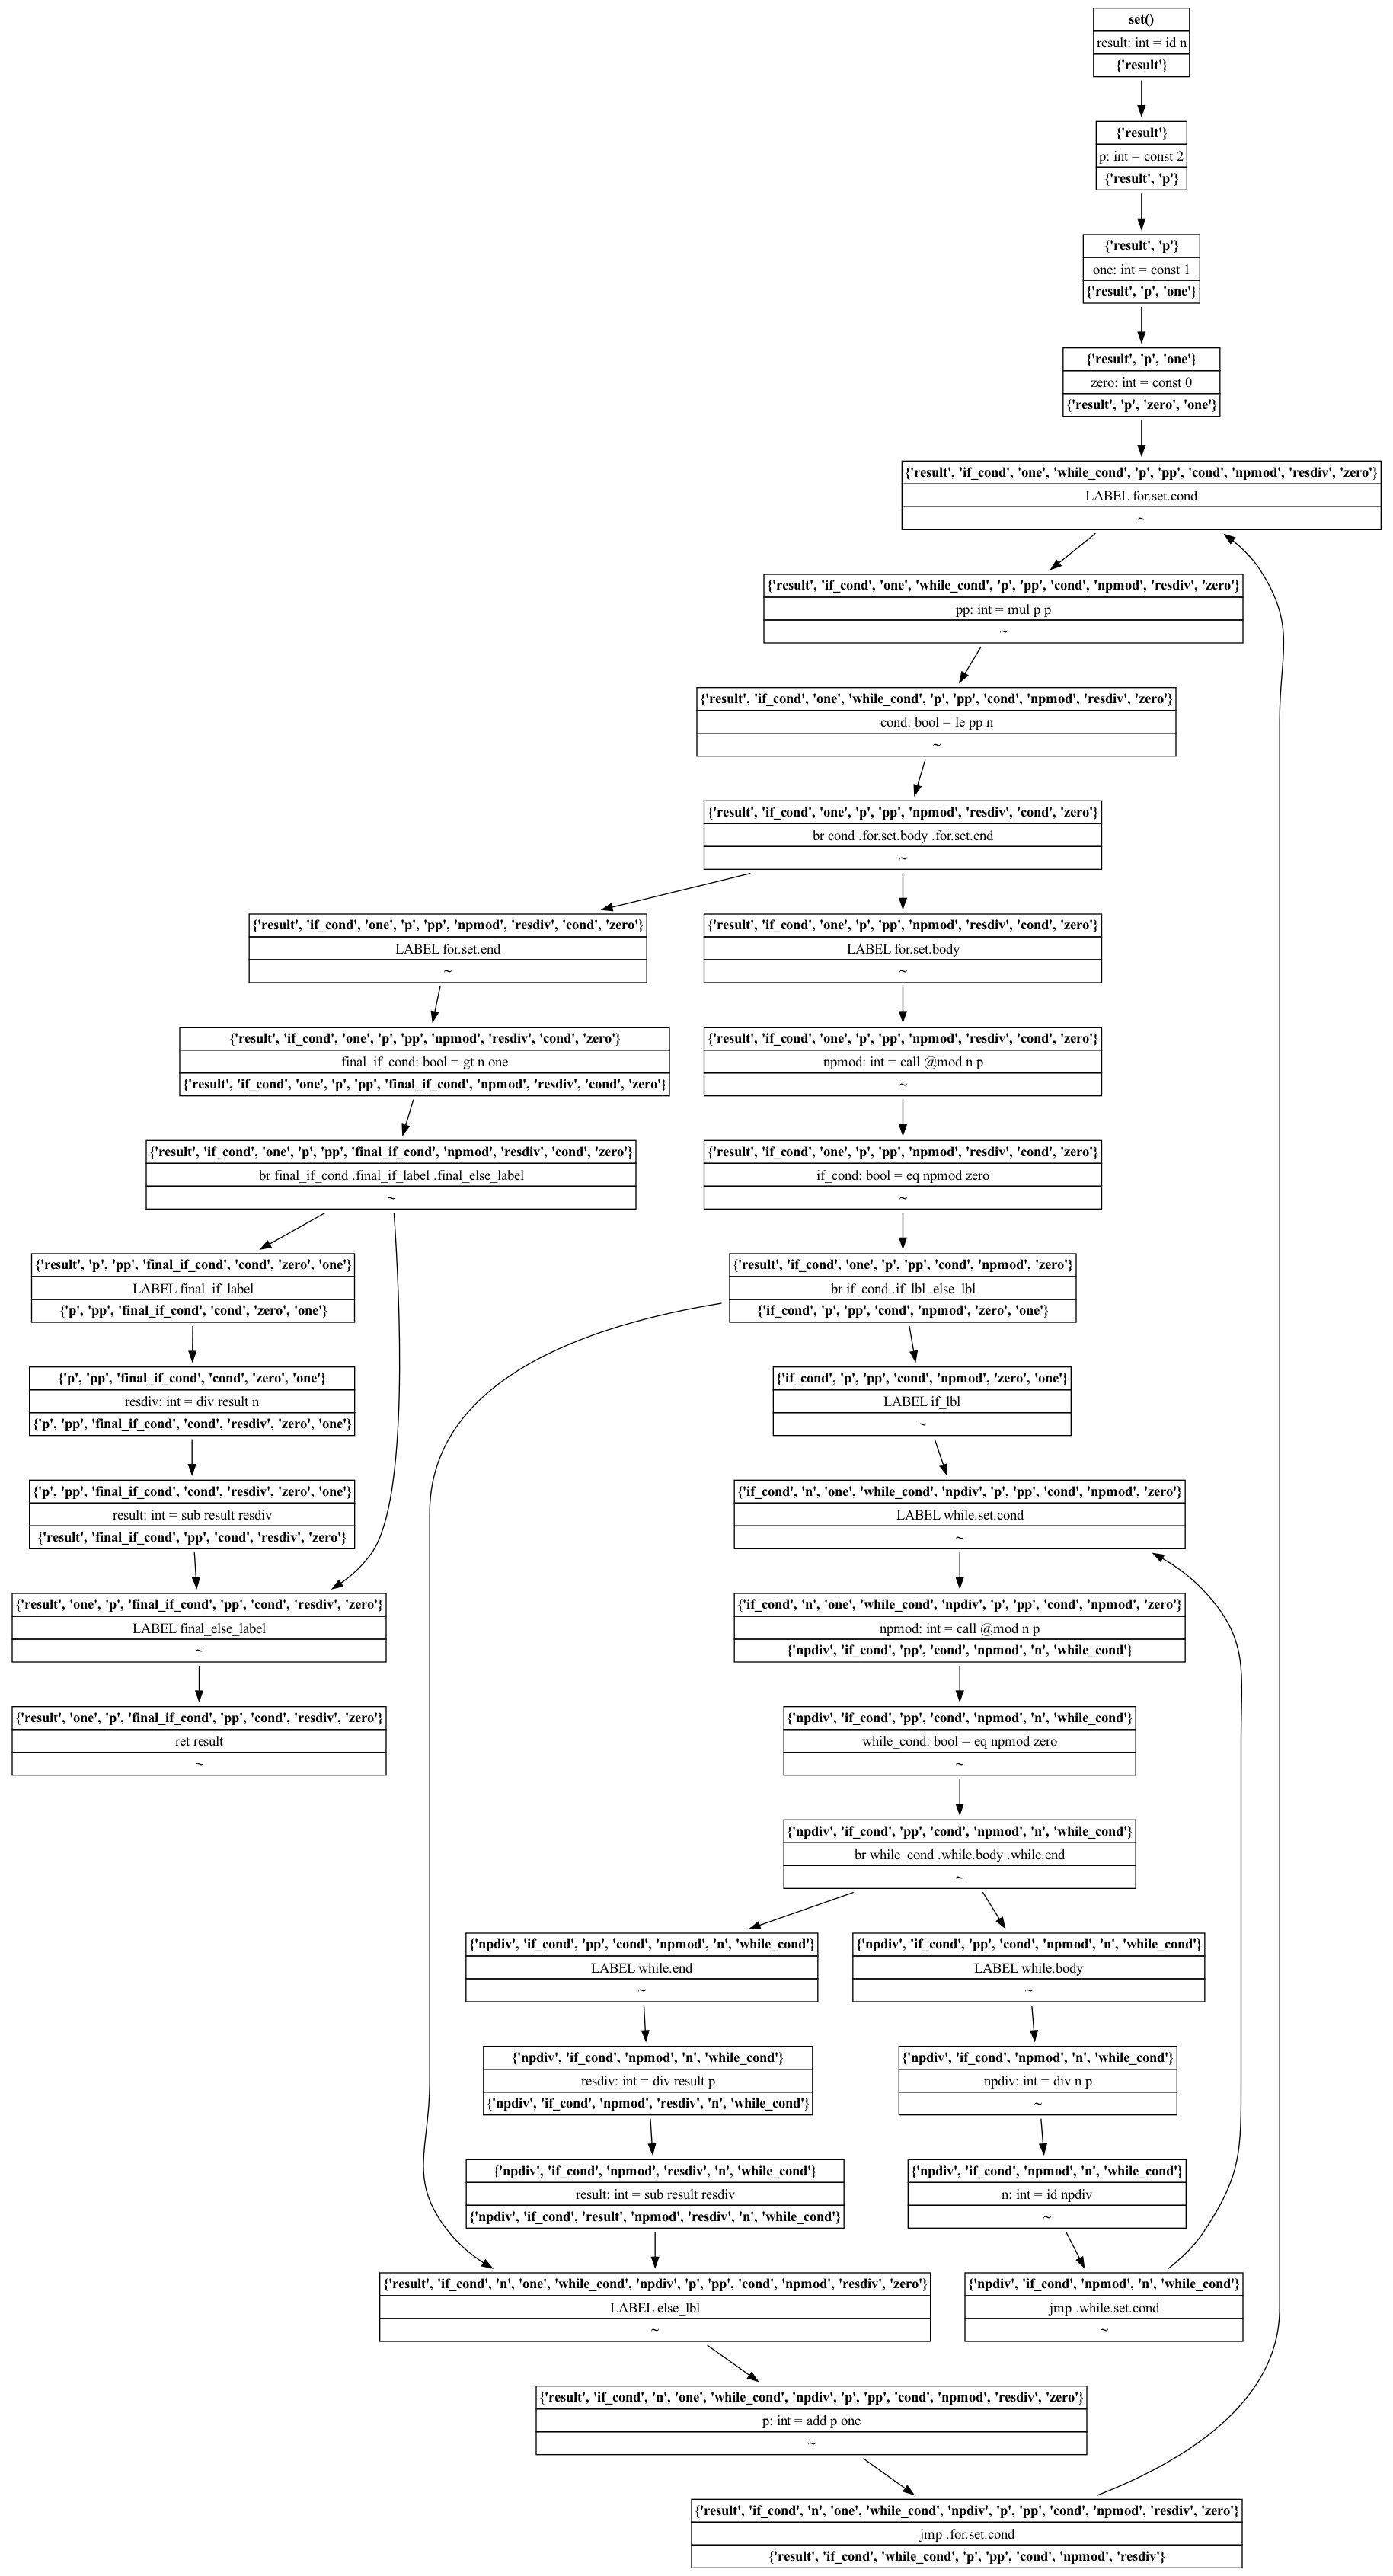 set()
result: int = id n
{'result'}
{'result'}
p: int = const 2
{'result', 'p'}
{'result', 'p'}
one: int = const 1
{'result', 'p', 'one'}
{'result', 'p', 'one'}
zero: int = const 0
{'result', 'p', 'zero', 'one'}
{'result', 'if_cond', 'one', 'while_cond', 'p', 'pp', 'cond', 'npmod', 'resdiv', 'zero'}
LABEL for.set.cond
~
{'result', 'if_cond', 'one', 'while_cond', 'p', 'pp', 'cond', 'npmod', 'resdiv', 'zero'}
pp: int = mul p p
~
{'result', 'if_cond', 'one', 'while_cond', 'p', 'pp', 'cond', 'npmod', 'resdiv', 'zero'}
cond: bool = le pp n
~
{'result', 'if_cond', 'one', 'p', 'pp', 'npmod', 'resdiv', 'cond', 'zero'}
br cond .for.set.body .for.set.end
~
{'result', 'if_cond', 'one', 'p', 'pp', 'npmod', 'resdiv', 'cond', 'zero'}
LABEL for.set.end
~
{'result', 'if_cond', 'one', 'p', 'pp', 'npmod', 'resdiv', 'cond', 'zero'}
LABEL for.set.body
~
{'result', 'if_cond', 'one', 'p', 'pp', 'npmod', 'resdiv', 'cond', 'zero'}
final_if_cond: bool = gt n one
{'result', 'if_cond', 'one', 'p', 'pp', 'final_if_cond', 'npmod', 'resdiv', 'cond', 'zero'}
{'result', 'if_cond', 'one', 'p', 'pp', 'npmod', 'resdiv', 'cond', 'zero'}
npmod: int = call @mod n p
~
{'result', 'if_cond', 'one', 'p', 'pp', 'final_if_cond', 'npmod', 'resdiv', 'cond', 'zero'}
br final_if_cond .final_if_label .final_else_label
~
{'result', 'if_cond', 'one', 'p', 'pp', 'npmod', 'resdiv', 'cond', 'zero'}
if_cond: bool = eq npmod zero
~
{'result', 'p', 'pp', 'final_if_cond', 'cond', 'zero', 'one'}
LABEL final_if_label
{'p', 'pp', 'final_if_cond', 'cond', 'zero', 'one'}
{'result', 'if_cond', 'one', 'p', 'pp', 'cond', 'npmod', 'zero'}
br if_cond .if_lbl .else_lbl
{'if_cond', 'p', 'pp', 'cond', 'npmod', 'zero', 'one'}
{'p', 'pp', 'final_if_cond', 'cond', 'zero', 'one'}
resdiv: int = div result n
{'p', 'pp', 'final_if_cond', 'cond', 'resdiv', 'zero', 'one'}
{'if_cond', 'p', 'pp', 'cond', 'npmod', 'zero', 'one'}
LABEL if_lbl
~
{'p', 'pp', 'final_if_cond', 'cond', 'resdiv', 'zero', 'one'}
result: int = sub result resdiv
{'result', 'final_if_cond', 'pp', 'cond', 'resdiv', 'zero'}
{'if_cond', 'n', 'one', 'while_cond', 'npdiv', 'p', 'pp', 'cond', 'npmod', 'zero'}
LABEL while.set.cond
~
{'result', 'one', 'p', 'final_if_cond', 'pp', 'cond', 'resdiv', 'zero'}
LABEL final_else_label
~
{'if_cond', 'n', 'one', 'while_cond', 'npdiv', 'p', 'pp', 'cond', 'npmod', 'zero'}
npmod: int = call @mod n p
{'npdiv', 'if_cond', 'pp', 'cond', 'npmod', 'n', 'while_cond'}
{'result', 'one', 'p', 'final_if_cond', 'pp', 'cond', 'resdiv', 'zero'}
ret result
~
{'npdiv', 'if_cond', 'pp', 'cond', 'npmod', 'n', 'while_cond'}
while_cond: bool = eq npmod zero
~
{'npdiv', 'if_cond', 'pp', 'cond', 'npmod', 'n', 'while_cond'}
br while_cond .while.body .while.end
~
{'npdiv', 'if_cond', 'pp', 'cond', 'npmod', 'n', 'while_cond'}
LABEL while.end
~
{'npdiv', 'if_cond', 'pp', 'cond', 'npmod', 'n', 'while_cond'}
LABEL while.body
~
{'npdiv', 'if_cond', 'npmod', 'n', 'while_cond'}
resdiv: int = div result p
{'npdiv', 'if_cond', 'npmod', 'resdiv', 'n', 'while_cond'}
{'npdiv', 'if_cond', 'npmod', 'n', 'while_cond'}
npdiv: int = div n p
~
{'npdiv', 'if_cond', 'npmod', 'resdiv', 'n', 'while_cond'}
result: int = sub result resdiv
{'npdiv', 'if_cond', 'result', 'npmod', 'resdiv', 'n', 'while_cond'}
{'npdiv', 'if_cond', 'npmod', 'n', 'while_cond'}
n: int = id npdiv
~
{'result', 'if_cond', 'n', 'one', 'while_cond', 'npdiv', 'p', 'pp', 'cond', 'npmod', 'resdiv', 'zero'}
LABEL else_lbl
~
{'npdiv', 'if_cond', 'npmod', 'n', 'while_cond'}
jmp .while.set.cond
~
{'result', 'if_cond', 'n', 'one', 'while_cond', 'npdiv', 'p', 'pp', 'cond', 'npmod', 'resdiv', 'zero'}
p: int = add p one
~
{'result', 'if_cond', 'n', 'one', 'while_cond', 'npdiv', 'p', 'pp', 'cond', 'npmod', 'resdiv', 'zero'}
jmp .for.set.cond
{'result', 'if_cond', 'while_cond', 'p', 'pp', 'cond', 'npmod', 'resdiv'}